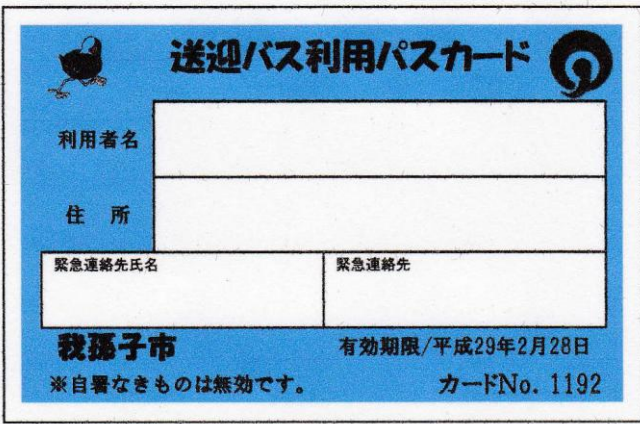 送迎バス利用パスカード
利用者名
住 所
緊急連絡先氏名 緊急連絡先
我孫子市 有効期限/平成29年2月28日
※自署なきものは無効です。 カードNo. 1192